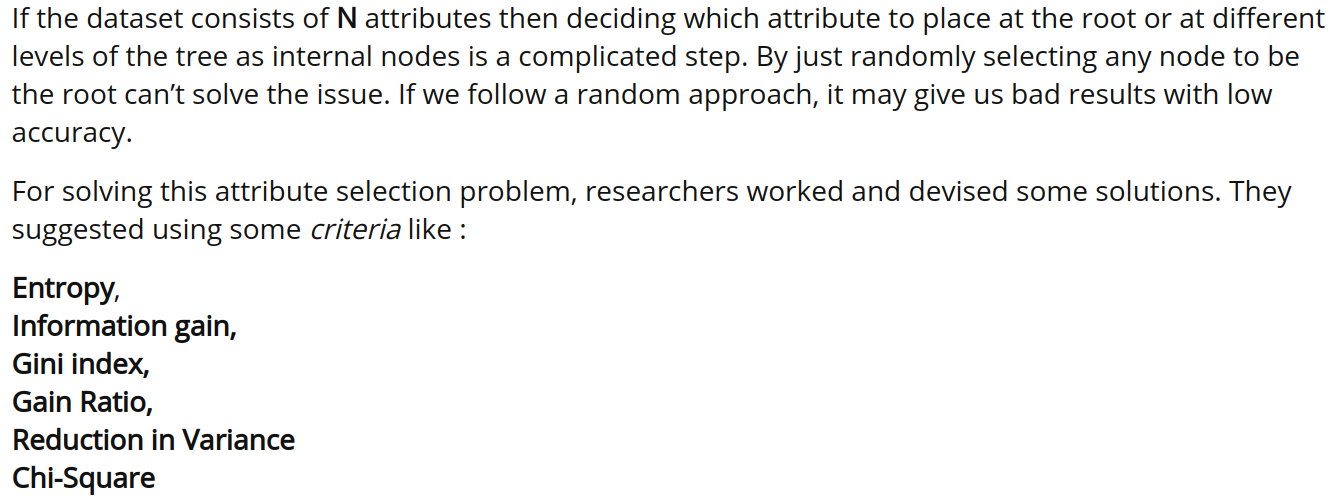 If the dataset consists of N attributes then deciding which attribute to place at the root or at different
levels of the tree as internal nodes is a complicated step. By just randomly selecting any node to be
the root can’t solve the issue. If we follow a random approach, it may give us bad results with low
accuracy.
For solving this attribute selection problem, researchers worked and devised some solutions. They
suggested using some criteria like :
Entropy,
Information gain,
Gini index,
Gain Ratio,
Reduction in Variance
Chi-Square